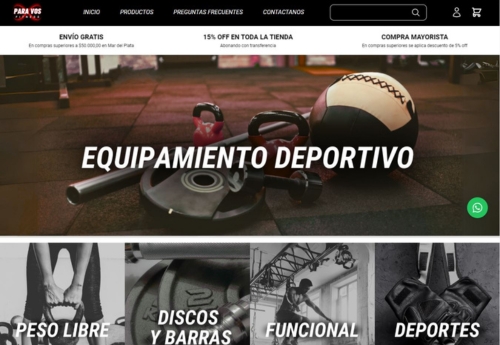 PARA VOS
FITNESS
INICIO
PRODUCTOS
PREGUNTAS FRECUENTES
CONTACTANOS
ENVÍO GRATIS
En compras superiores a $50.000,00 en Mar del Plata
15% OFF EN TODA LA TIENDA
Abonando con transferencia
COMPRA MAYORISTA
En compras superiores se aplica descuento de 5% off
EQUIPAMIENTO DEPORTIVO
PESO LIBRE
DISCOS
Y BARRAS
FUNCIONAL
DEPORTES